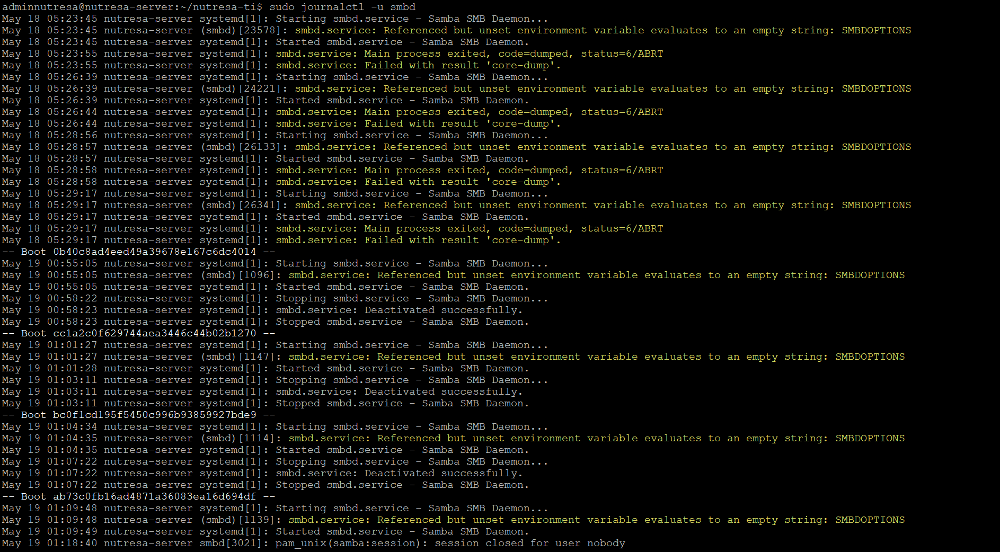 adminnutresa@nutresa-server:~/nutresa-ti$ sudo journalctl -u smbd
May 18 05:23:45 nutresa-server systemd[1]: Starting smbd.service - Samba SMB Daemon...
May 18 05:23:45 nutresa-server (smbd)[23578]: smbd.service: Referenced but unset environment variable evaluates to an empty string: SMBDOPTIONS
May 18 05:23:45 nutresa-server systemd[1]: Started smbd.service - Samba SMB Daemon.
May 18 05:23:55 nutresa-server systemd[1]: smbd.service: Main process exited, code=dumped, status=6/ABRT
May 18 05:23:55 nutresa-server systemd[1]: smbd.service: Failed with result 'core-dump'.
May 18 05:26:39 nutresa-server systemd[1]: Starting smbd.service - Samba SMB Daemon...
May 18 05:26:39 nutresa-server (smbd)[24221]: smbd.service: Referenced but unset environment variable evaluates to an empty string: SMBDOPTIONS
May 18 05:26:39 nutresa-server systemd[1]: Started smbd.service - Samba SMB Daemon.
May 18 05:26:44 nutresa-server systemd[1]: smbd.service: Main process exited, code=dumped, status=6/ABRT
May 18 05:26:44 nutresa-server systemd[1]: smbd.service: Failed with result 'core-dump'.
May 18 05:28:56 nutresa-server systemd[1]: Starting smbd.service - Samba SMB Daemon...
May 18 05:28:57 nutresa-server (smbd)[26133]: smbd.service: Referenced but unset environment variable evaluates to an empty string: SMBDOPTIONS
May 18 05:28:57 nutresa-server systemd[1]: Started smbd.service - Samba SMB Daemon.
May 18 05:28:58 nutresa-server systemd[1]: smbd.service: Main process exited, code=dumped, status=6/ABRT
May 18 05:28:58 nutresa-server systemd[1]: smbd.service: Failed with result 'core-dump'.
May 18 05:29:17 nutresa-server systemd[1]: Starting smbd.service - Samba SMB Daemon...
May 18 05:29:17 nutresa-server (smbd)[26341]: smbd.service: Referenced but unset environment variable evaluates to an empty string: SMBDOPTIONS
May 18 05:29:17 nutresa-server systemd[1]: Started smbd.service - Samba SMB Daemon.
May 18 05:29:17 nutresa-server systemd[1]: smbd.service: Main process exited, code=dumped, status=6/ABRT
May 18 05:29:17 nutresa-server systemd[1]: smbd.service: Failed with result 'core-dump'.
-- Boot 0b40c8ad4eed49a39678e167c6dc4014 --
May 19 00:55:05 nutresa-server systemd[1]: Starting smbd.service - Samba SMB Daemon...
May 19 00:55:05 nutresa-server (smbd)[1096]: smbd.service: Referenced but unset environment variable evaluates to an empty string: SMBDOPTIONS
May 19 00:55:05 nutresa-server systemd[1]: Started smbd.service - Samba SMB Daemon.
May 19 00:58:22 nutresa-server systemd[1]: Stopping smbd.service - Samba SMB Daemon...
May 19 00:58:23 nutresa-server systemd[1]: smbd.service: Deactivated successfully.
May 19 00:58:23 nutresa-server systemd[1]: Stopped smbd.service - Samba SMB Daemon.
-- Boot cc1a2c0f629744aea3446c44b02b1270 --
May 19 01:01:27 nutresa-server systemd[1]: Starting smbd.service - Samba SMB Daemon...
May 19 01:01:27 nutresa-server (smbd)[1147]: smbd.service: Referenced but unset environment variable evaluates to an empty string: SMBDOPTIONS
May 19 01:01:28 nutresa-server systemd[1]: Started smbd.service - Samba SMB Daemon.
May 19 01:03:11 nutresa-server systemd[1]: Stopping smbd.service - Samba SMB Daemon...
May 19 01:03:11 nutresa-server systemd[1]: smbd.service: Deactivated successfully.
May 19 01:03:11 nutresa-server systemd[1]: Stopped smbd.service - Samba SMB Daemon.
-- Boot bc0f1cd195f5450c996b93859927bde9 --
May 19 01:04:34 nutresa-server systemd[1]: Starting smbd.service - Samba SMB Daemon...
May 19 01:04:35 nutresa-server (smbd)[1114]: smbd.service: Referenced but unset environment variable evaluates to an empty string: SMBDOPTIONS
May 19 01:04:35 nutresa-server systemd[1]: Started smbd.service - Samba SMB Daemon.
May 19 01:07:22 nutresa-server systemd[1]: Stopping smbd.service - Samba SMB Daemon...
May 19 01:07:22 nutresa-server systemd[1]: smbd.service: Deactivated successfully.
May 19 01:07:22 nutresa-server systemd[1]: Stopped smbd.service - Samba SMB Daemon.
-- Boot ab73c0fb16ad4871a36083ea16d694df --
May 19 01:09:48 nutresa-server systemd[1]: Starting smbd.service - Samba SMB Daemon...
May 19 01:09:48 nutresa-server (smbd)[1139]: smbd.service: Referenced but unset environment variable evaluates to an empty string: SMBDOPTIONS
May 19 01:09:49 nutresa-server systemd[1]: Started smbd.service - Samba SMB Daemon.
May 19 01:18:40 nutresa-server smbd[3021]: pam_unix(samba:session): session closed for user nobody